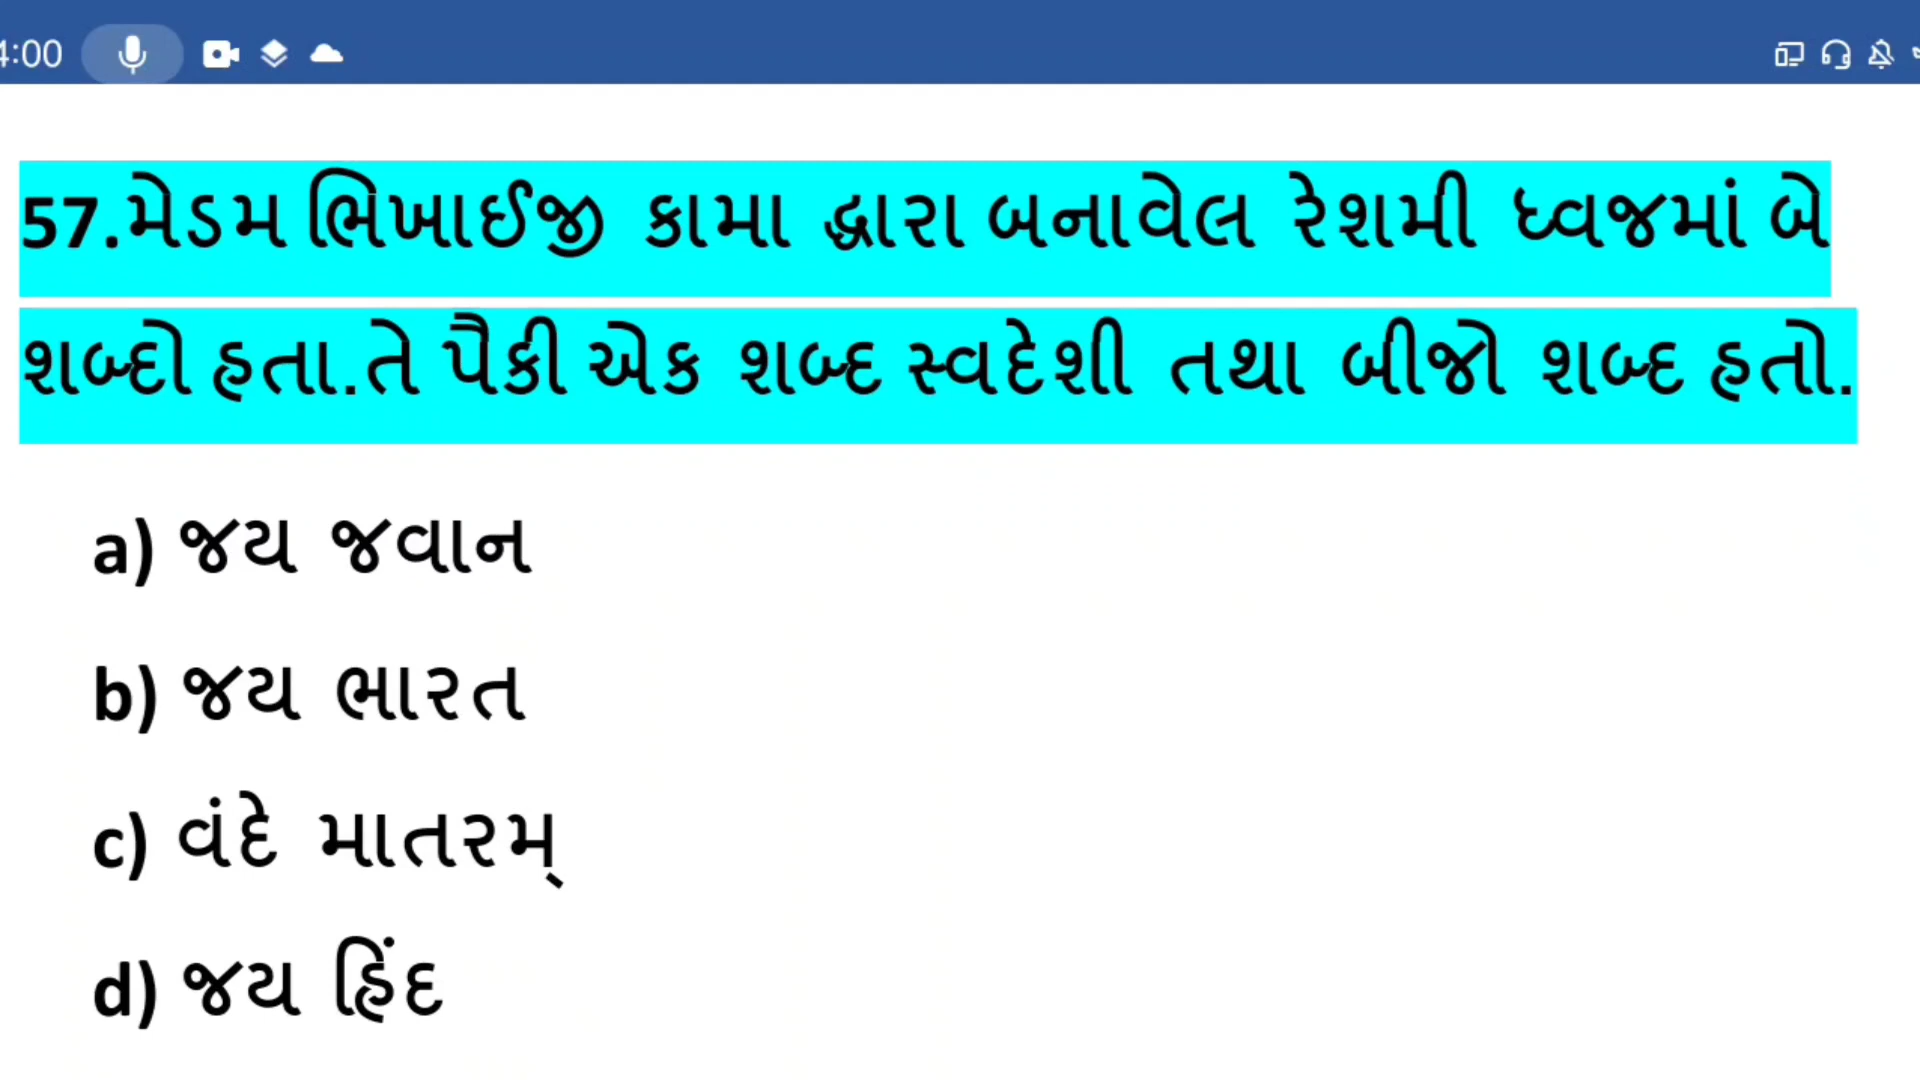 4:00
57.મેડમ ભિખાઈજી કામા દ્વારા બનાવેલ રેશમી ધ્વજમાં બે
શબ્દો હતા.તે પૈકી એક શબ્દ સ્વદેશી તથા બીજો શબ્દ હતો.
a) જય જવાન
b) જય ભારત
c) વંદે માતરમ્
d) જય હિંદ